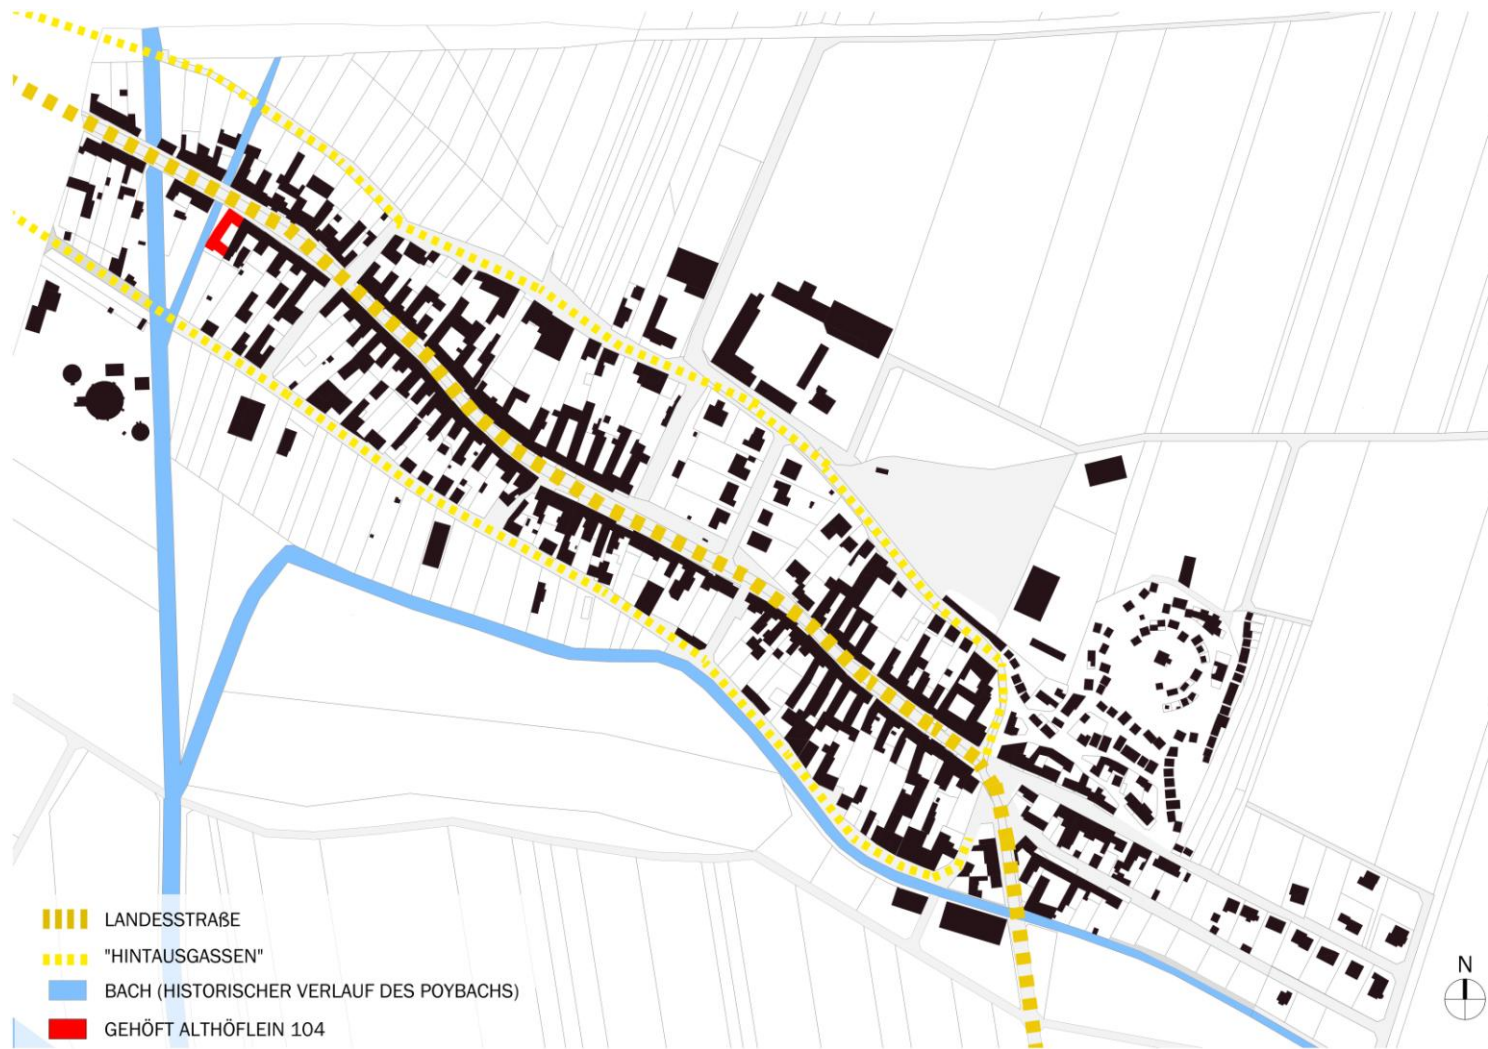 LANDESSTRAßE
"HINTAUSGASSEN"
BACH (HISTORISCHER VERLAUF DES POYBACHS)
GEHÖFT ALTHÖFLEIN 104
N